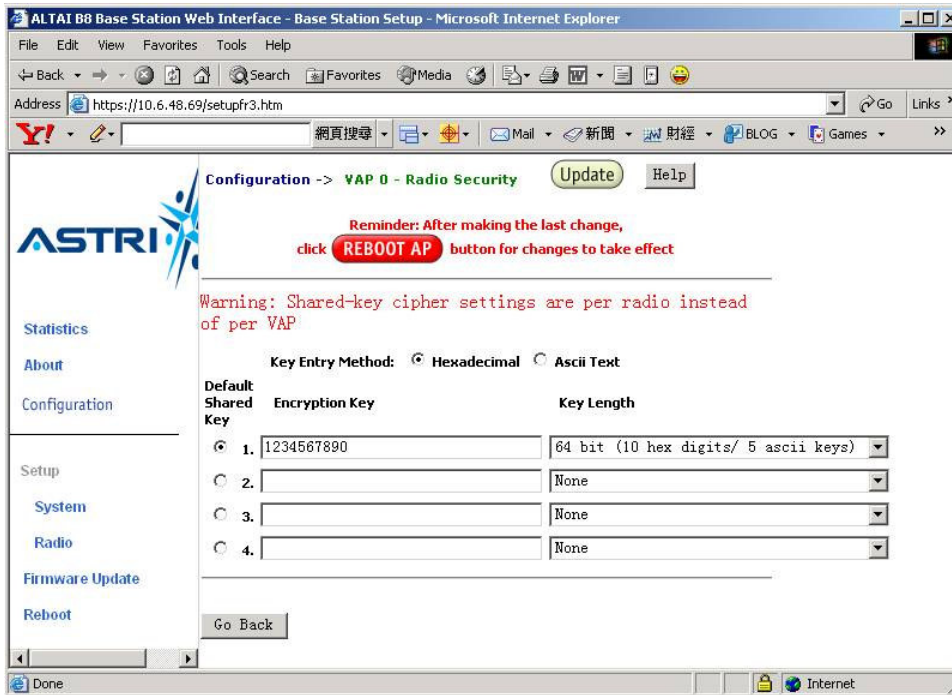 ALTAI B8 Base Station Web Interface - Base Station Setup - Microsoft Internet Explorer
File Edit View Favorites Tools Help
Back Search Favorites Media
Address https://10.6.48.69/setupfr3.htm Go Links
Y! 網頁搜尋 Mail 新聞 財經 BLOG Games
Configuration -> VAP 0 - Radio Security Update Help
Reminder: After making the last change,
click REBOOT AP button for changes to take effect
ASTRI
Warning: Shared-key cipher settings are per radio instead
of per VAP
Statistics
About
Configuration
Setup
System
Radio
Firmware Update
Reboot
Key Entry Method: Hexadecimal Ascii Text
Default
Shared
Key
Encryption Key
Key Length
1. 1234567890 64 bit (10 hex digits/ 5 ascii keys)
2. None
3. None
4. None
Go Back
Done Internet